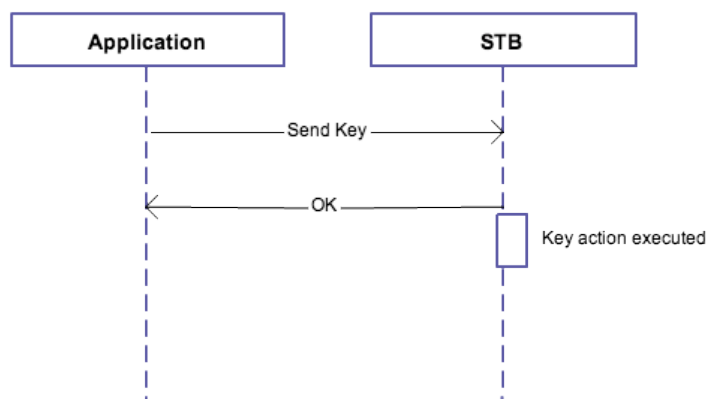 Application
STB
Send Key
OK
Key action executed